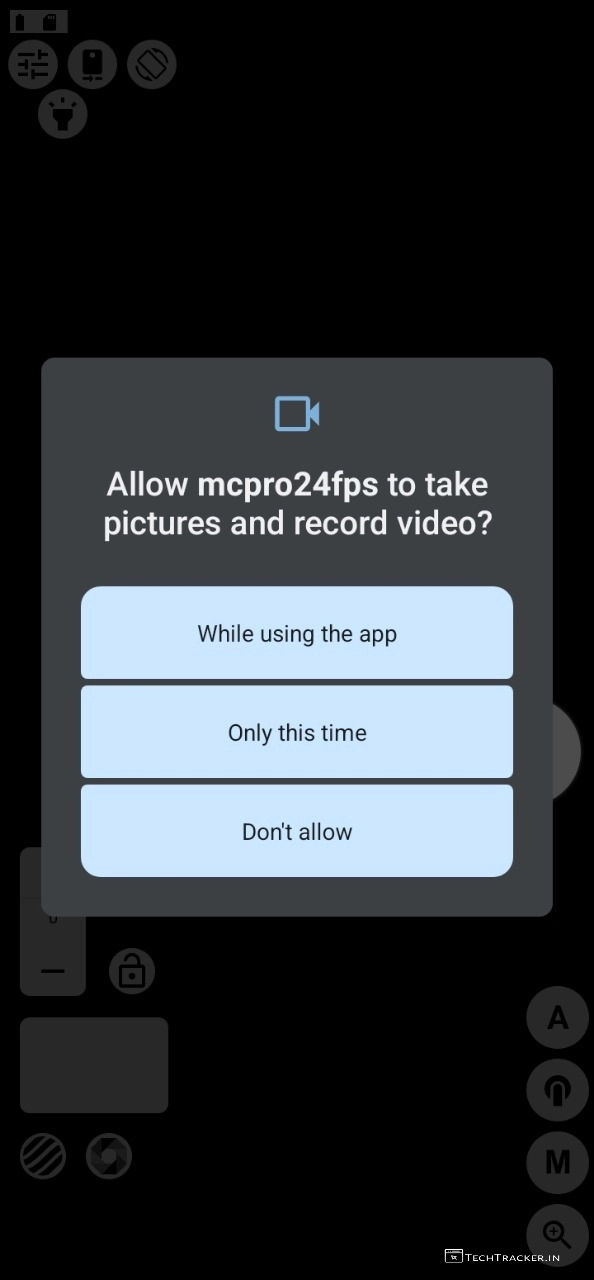 Allow mcpro24fps to take
pictures and record video?
While using the app
Only this time
Don't allow
0
A
M
TECHTRACKER.IN